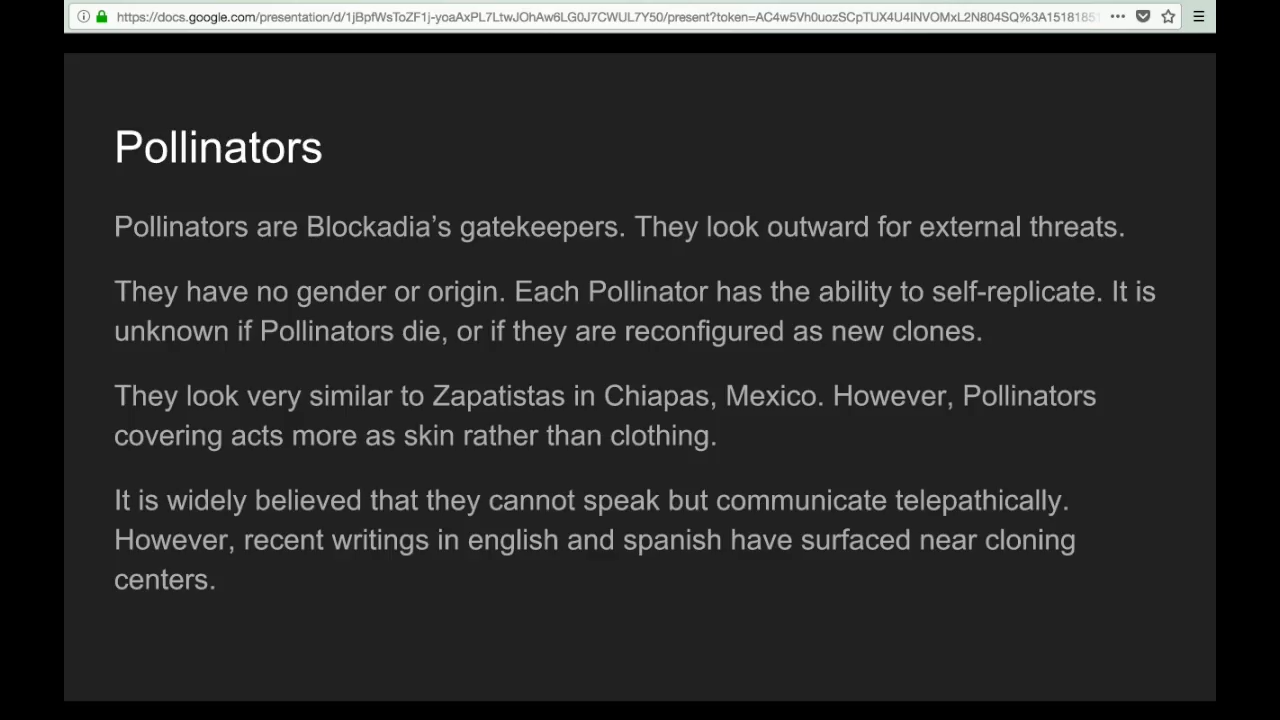 https://docs.google.com/presentation/d/1jBpfWsToZF1j-yoaAxPL7LtwJOhAw6LG0J7CWUL7Y50/present?token=AC4w5Vh0uozSCpTUX4U4lNVOMxL2N804SQ%3A1518185
Pollinators
Pollinators are Blockadia’s gatekeepers. They look outward for external threats.
They have no gender or origin. Each Pollinator has the ability to self-replicate. It is
unknown if Pollinators die, or if they are reconfigured as new clones.
They look very similar to Zapatistas in Chiapas, Mexico. However, Pollinators
covering acts more as skin rather than clothing.
It is widely believed that they cannot speak but communicate telepathically.
However, recent writings in english and spanish have surfaced near cloning
centers.